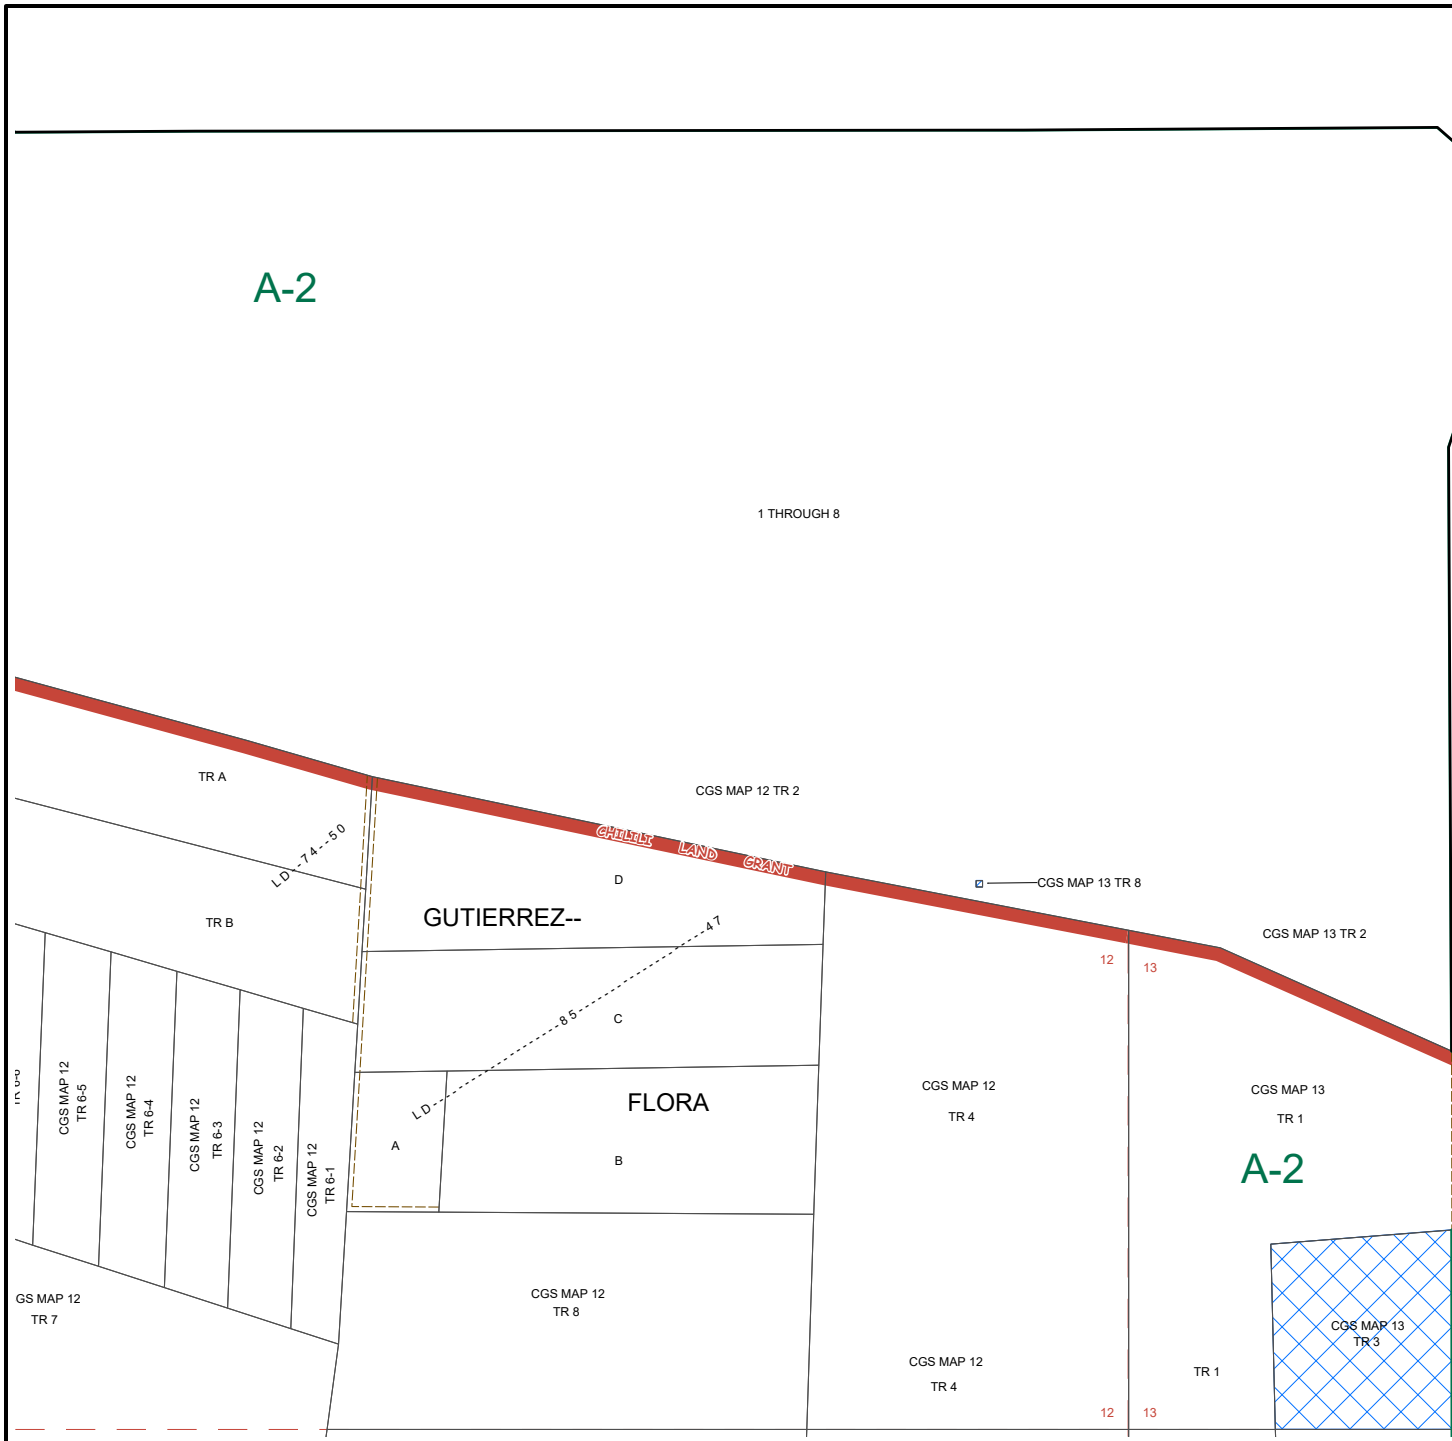 A-2
1 THROUGH 8
TR A
CGS MAP 12 TR 2
CHILILI LAND GRANT
LD--74--50
D
CGS MAP 13 TR 8
GUTIERREZ--
TR B
CGS MAP 13 TR 2
LD------85------47
12
13
C
CGS MAP 12
TR 6-5
CGS MAP 12
TR 6-4
CGS MAP 12
TR 6-3
CGS MAP 12
TR 6-2
CGS MAP 12
TR 6-1
FLORA
CGS MAP 12
TR 4
CGS MAP 13
TR 1
A
B
A-2
GS MAP 12
TR 7
CGS MAP 12
TR 8
CGS MAP 13
TR 3
CGS MAP 12
TR 4
TR 1
12
13